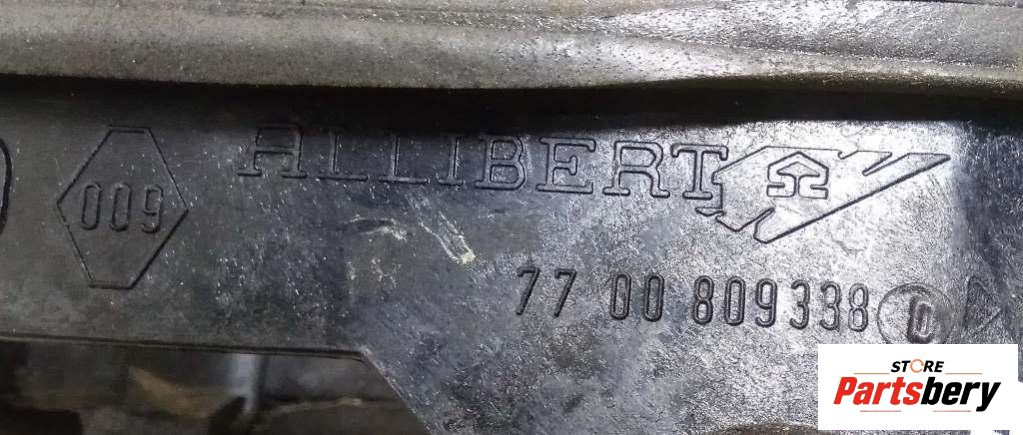 009
ALLIBERT
77 00 809338 D
STORE
Partsbery